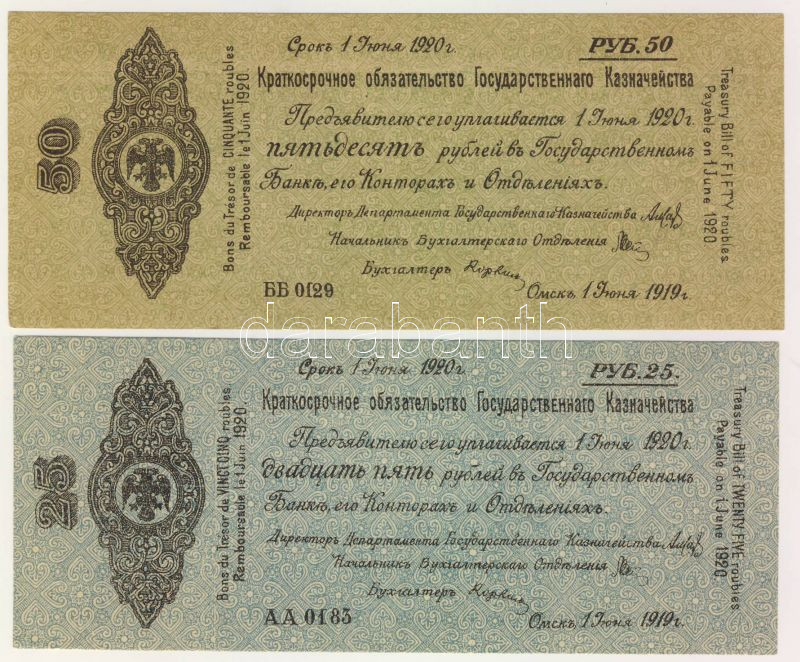 50
Bons du Trésor de CINQUANTE roubles
Remboursable le 1 Juin 1920.
Срокъ 1 Іюня 1920 г.
РУБ. 50
Краткосрочное обязательство Государственнаго Казначейства
Предъявителю сего уплачивается 1 Іюня 1920г.
пятьдесятъ рублей въ Государственномъ
Банкѣ, его Конторахъ и Отдѣленіяхъ.
Директоръ Департамента Государственнаго Казначейства
Начальникъ Бухгалтерскаго Отдѣленія
Бухгалтеръ
ББ 0129
Омскъ, 1 Іюня 1919 г.
Treasury Bill of FIFTY roubles
Payable on 1 June 1920
darabanth
25
Bons du Trésor de VINGT CINQ roubles
Remboursable le 1 Juin 1920.
Срокъ 1 Іюня 1920 г.
РУБ. 25.
Краткосрочное обязательство Государственнаго Казначейства
Предъявителю сего уплачивается 1 Іюня 1920г.
двадцать пять рублей въ Государственномъ
Банкѣ, его Конторахъ и Отдѣленіяхъ.
Директоръ Департамента Государственнаго Казначейства
Начальникъ Бухгалтерскаго Отдѣленія
Бухгалтеръ
АА 0183
Омскъ, 1 Іюня 1919 г.
Treasury Bill of TWENTY FIVE roubles
Payable on 1 June 1920